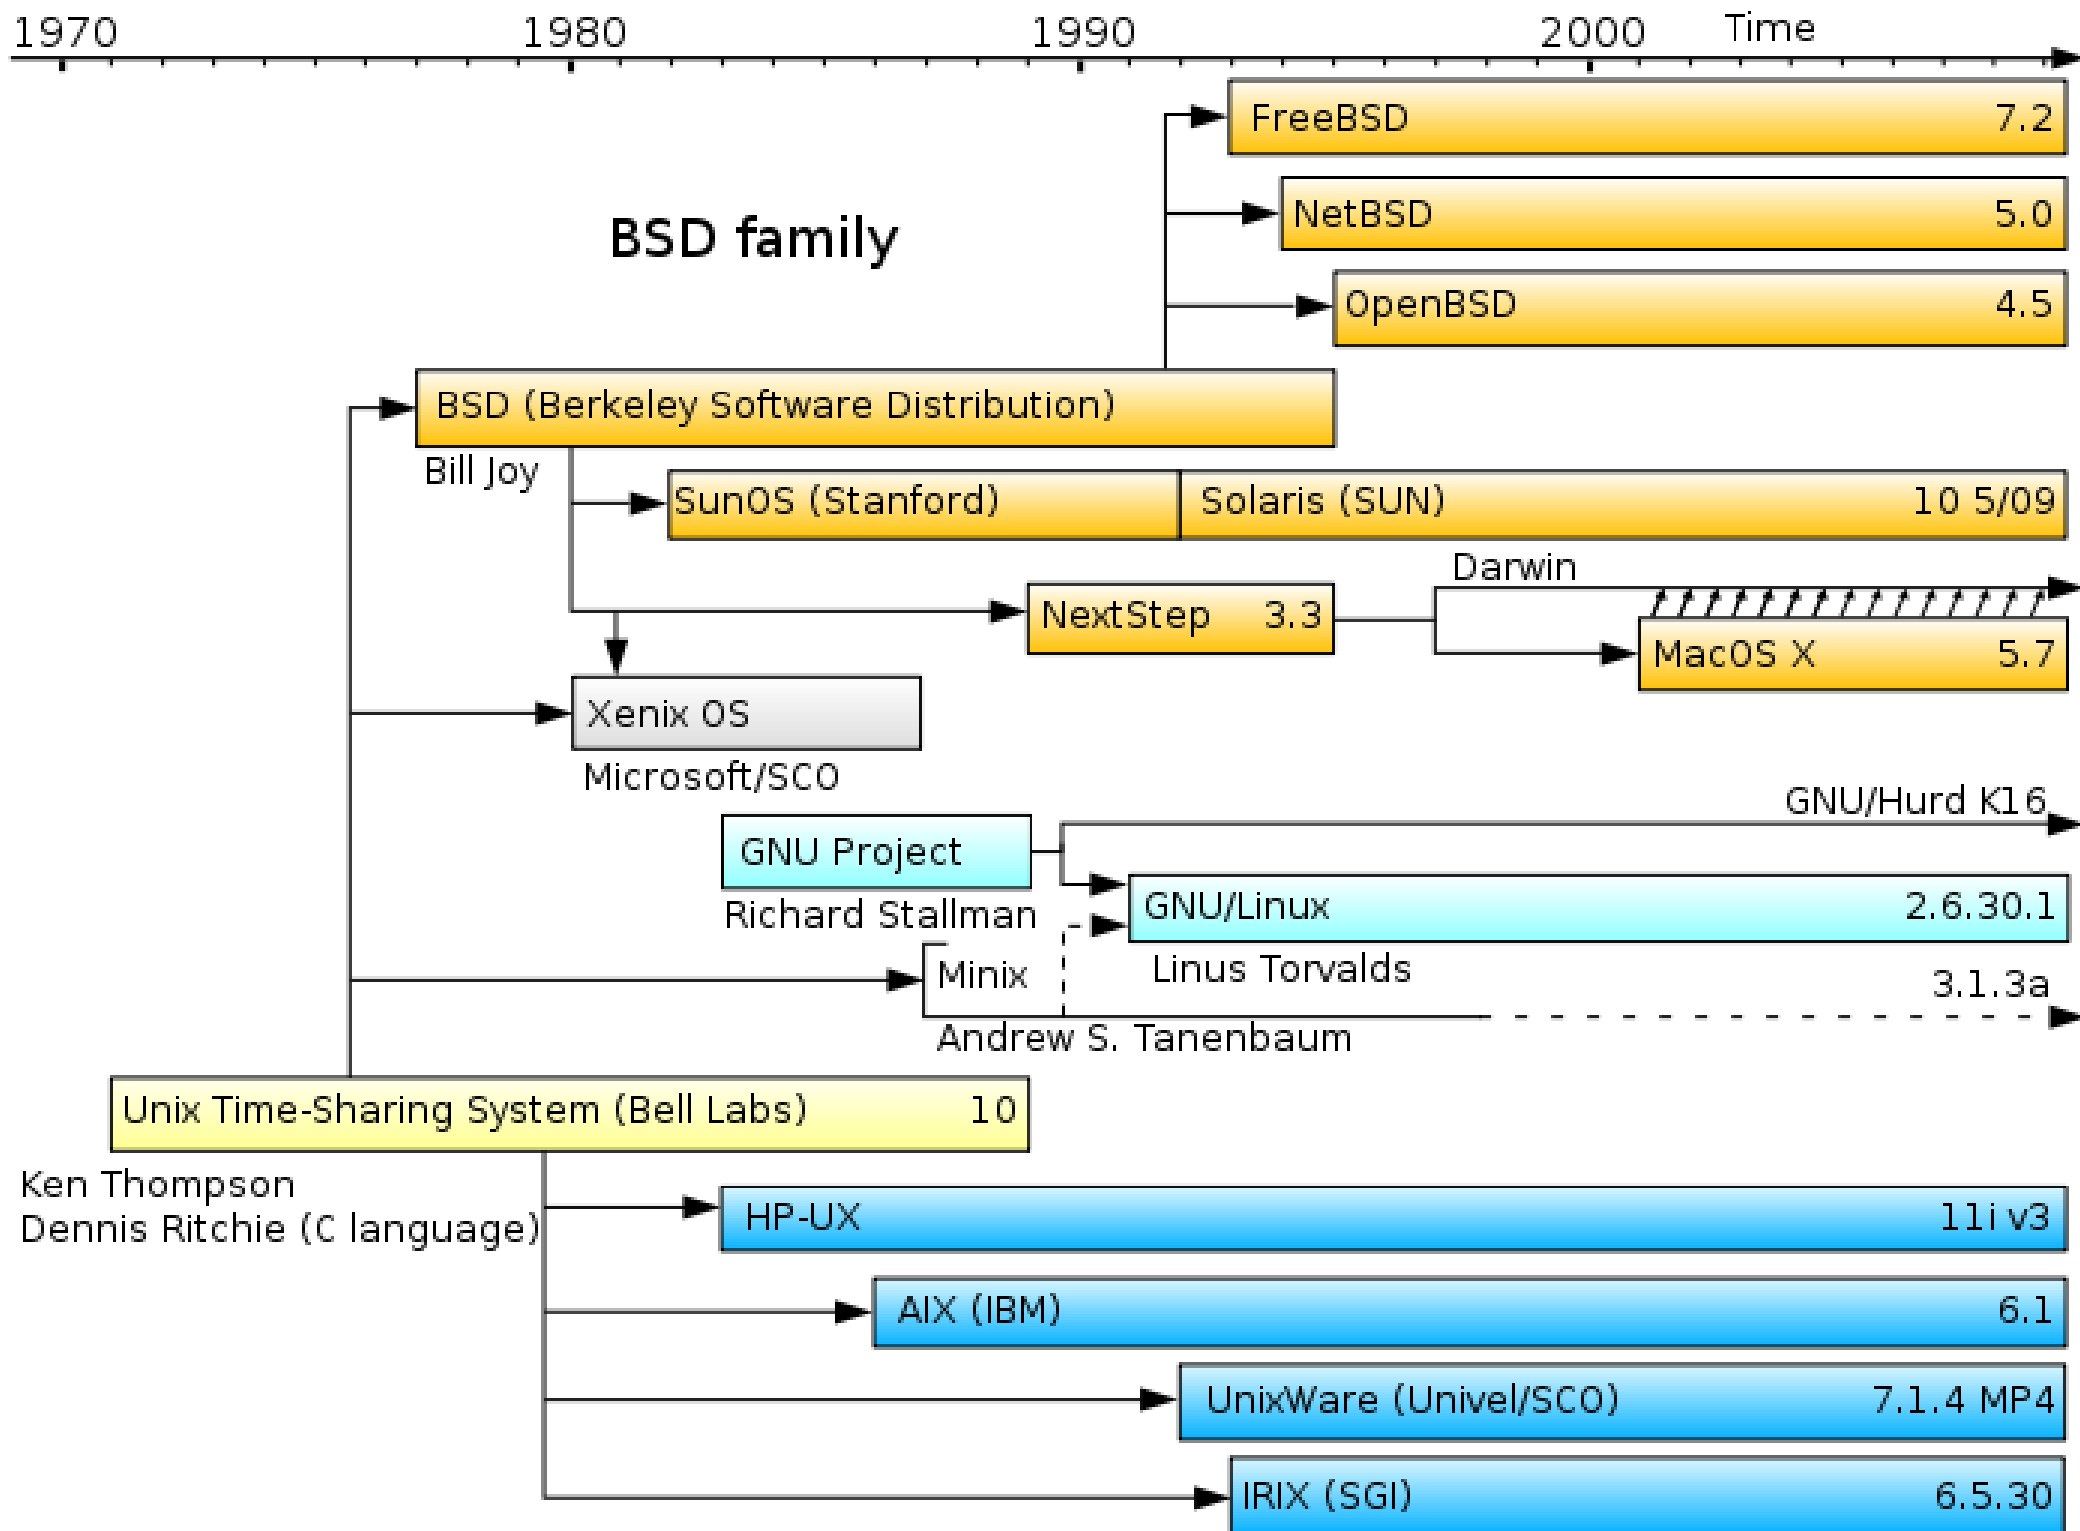 1970 1980 1990 2000 Time
FreeBSD 7.2
NetBSD 5.0
BSD family
OpenBSD 4.5
BSD (Berkeley Software Distribution)
Bill Joy
SunOS (Stanford) Solaris (SUN) 10 5/09
Darwin
NextStep 3.3
MacOS X 5.7
Xenix OS
Microsoft/SCO
GNU/Hurd K16
GNU Project
GNU/Linux 2.6.30.1
Richard Stallman
Linus Torvalds
Minix
3.1.3a
Andrew S. Tanenbaum
Unix Time-Sharing System (Bell Labs) 10
Ken Thompson
Dennis Ritchie (C language)
HP-UX 11i v3
AIX (IBM) 6.1
UnixWare (Univel/SCO) 7.1.4 MP4
IRIX (SGI) 6.5.30